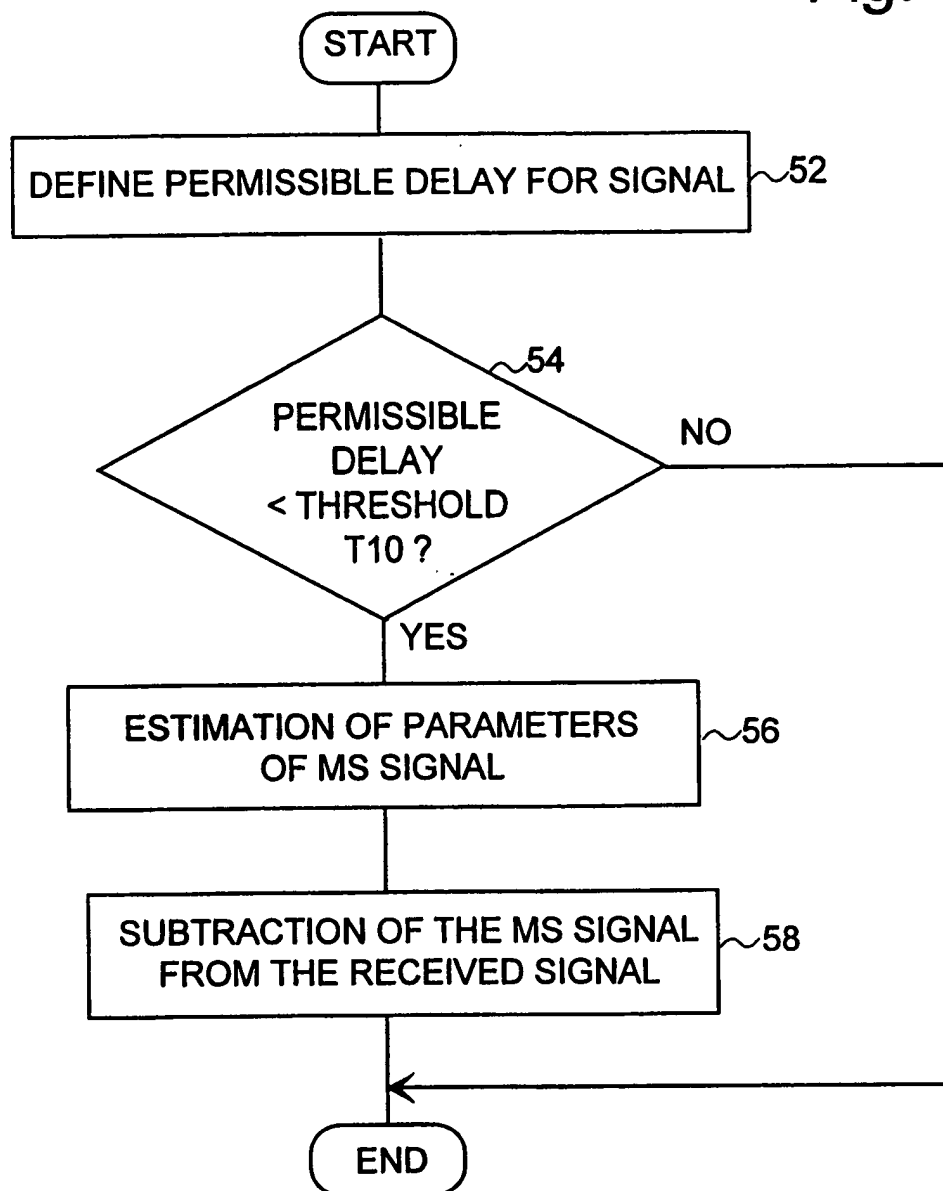 Fig.
START
DEFINE PERMISSIBLE DELAY FOR SIGNAL
52
54
PERMISSIBLE
DELAY
< THRESHOLD
T10 ?
NO
YES
ESTIMATION OF PARAMETERS
OF MS SIGNAL
56
SUBTRACTION OF THE MS SIGNAL
FROM THE RECEIVED SIGNAL
58
END